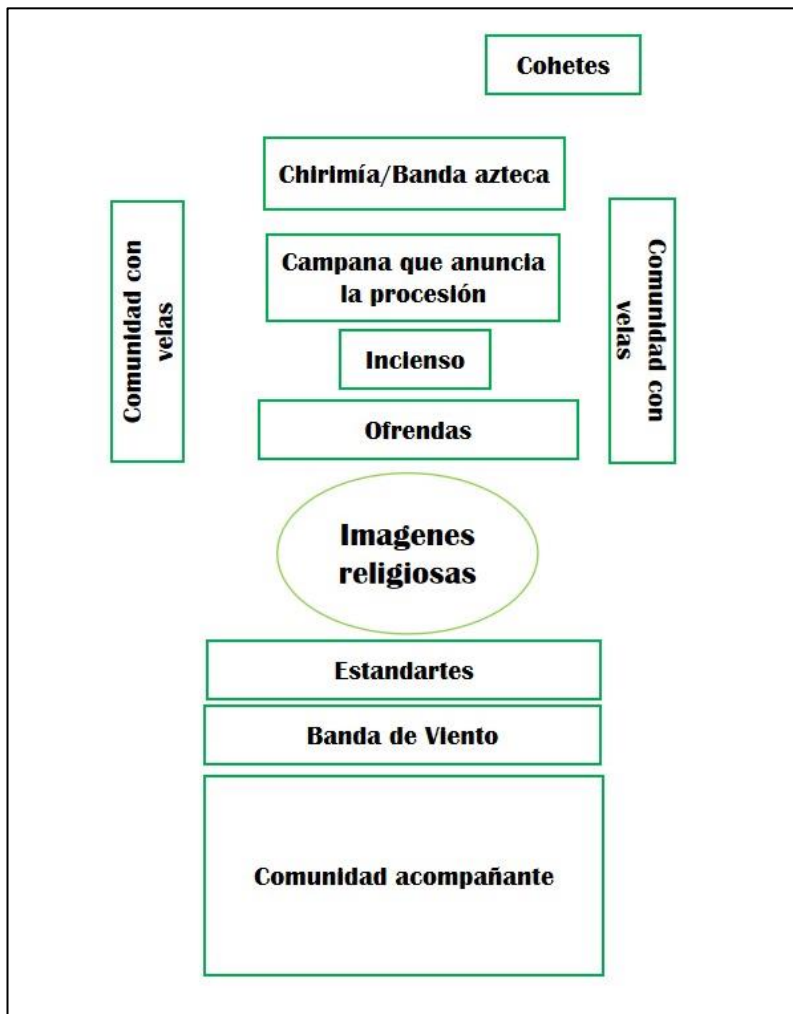 Cohetes
Chirimía/Banda azteca
Comunidad con
velas
Campana que anuncia
la procesión
Comunidad con
velas
Incienso
Ofrendas
Imagenes
religiosas
Estandartes
Banda de Viento
Comunidad acompañante